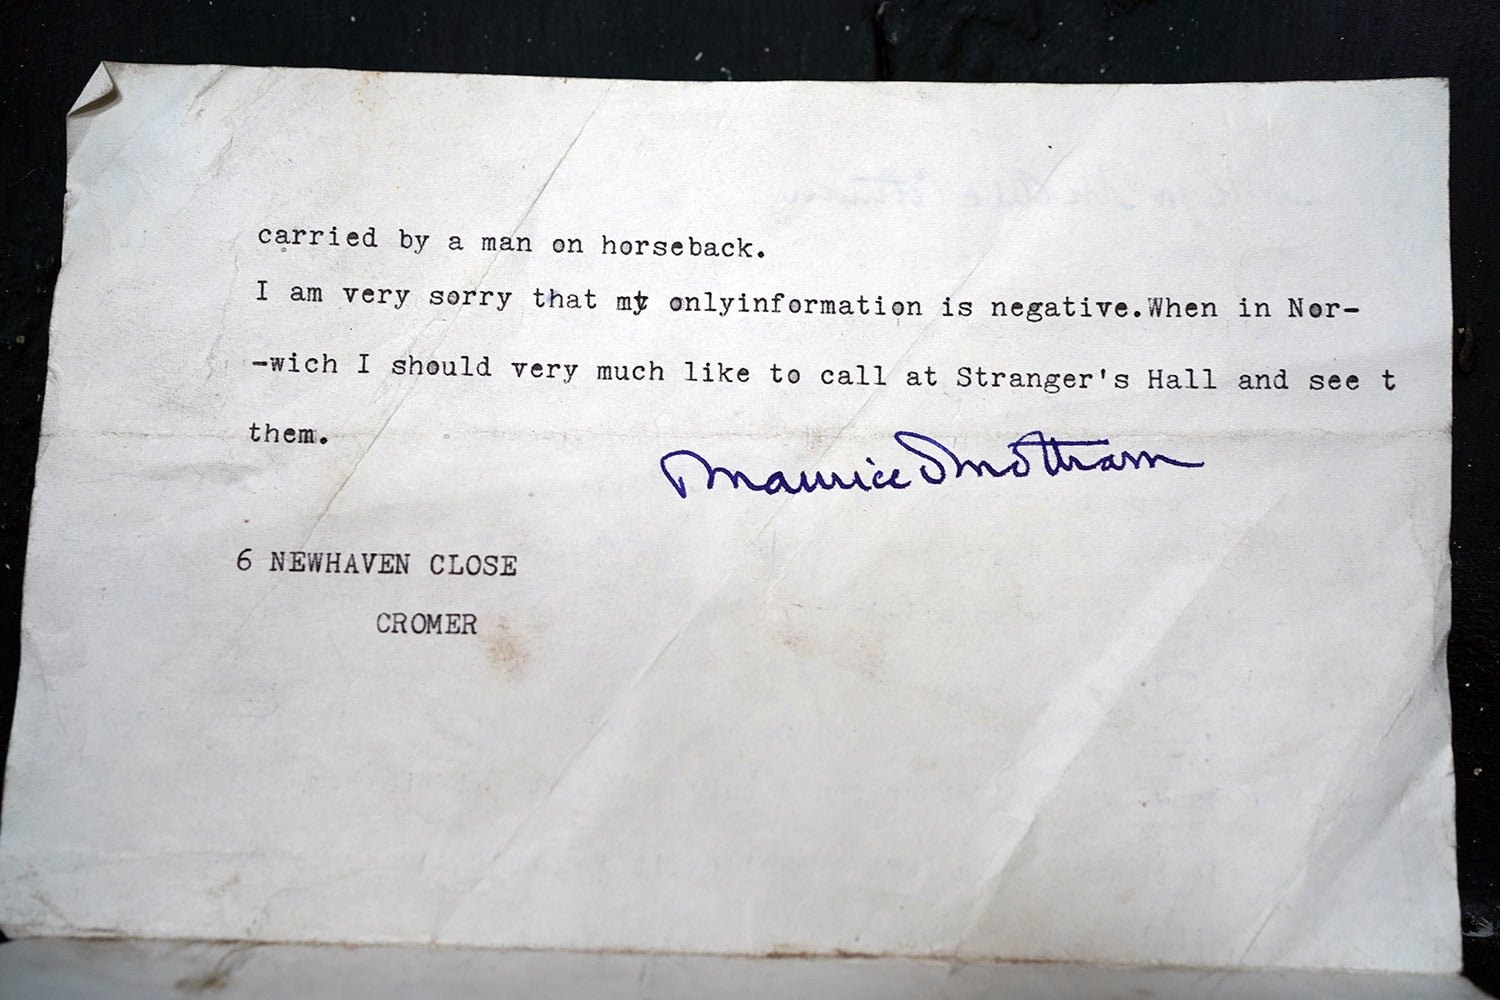 carried by a man on horseback.
I am very sorry that my onlyinformation is negative.When in Nor-
-wich I should very much like to call at Stranger's Hall and see t
them.
Maurice Mottram
6 NEWHAVEN CLOSE
CROMER